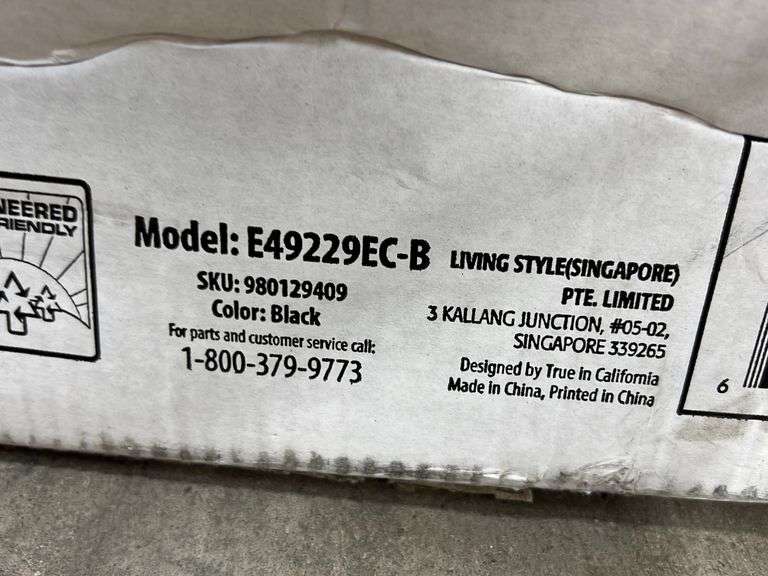 NEERED
RIENDLY
Model: E49229EC-B
SKU: 980129409
Color: Black
For parts and customer service call:
1-800-379-9773
LIVING STYLE(SINGAPORE)
PTE. LIMITED
3 KALLANG JUNCTION, #05-02,
SINGAPORE 339265
Designed by True in California
Made in China, Printed in China
6